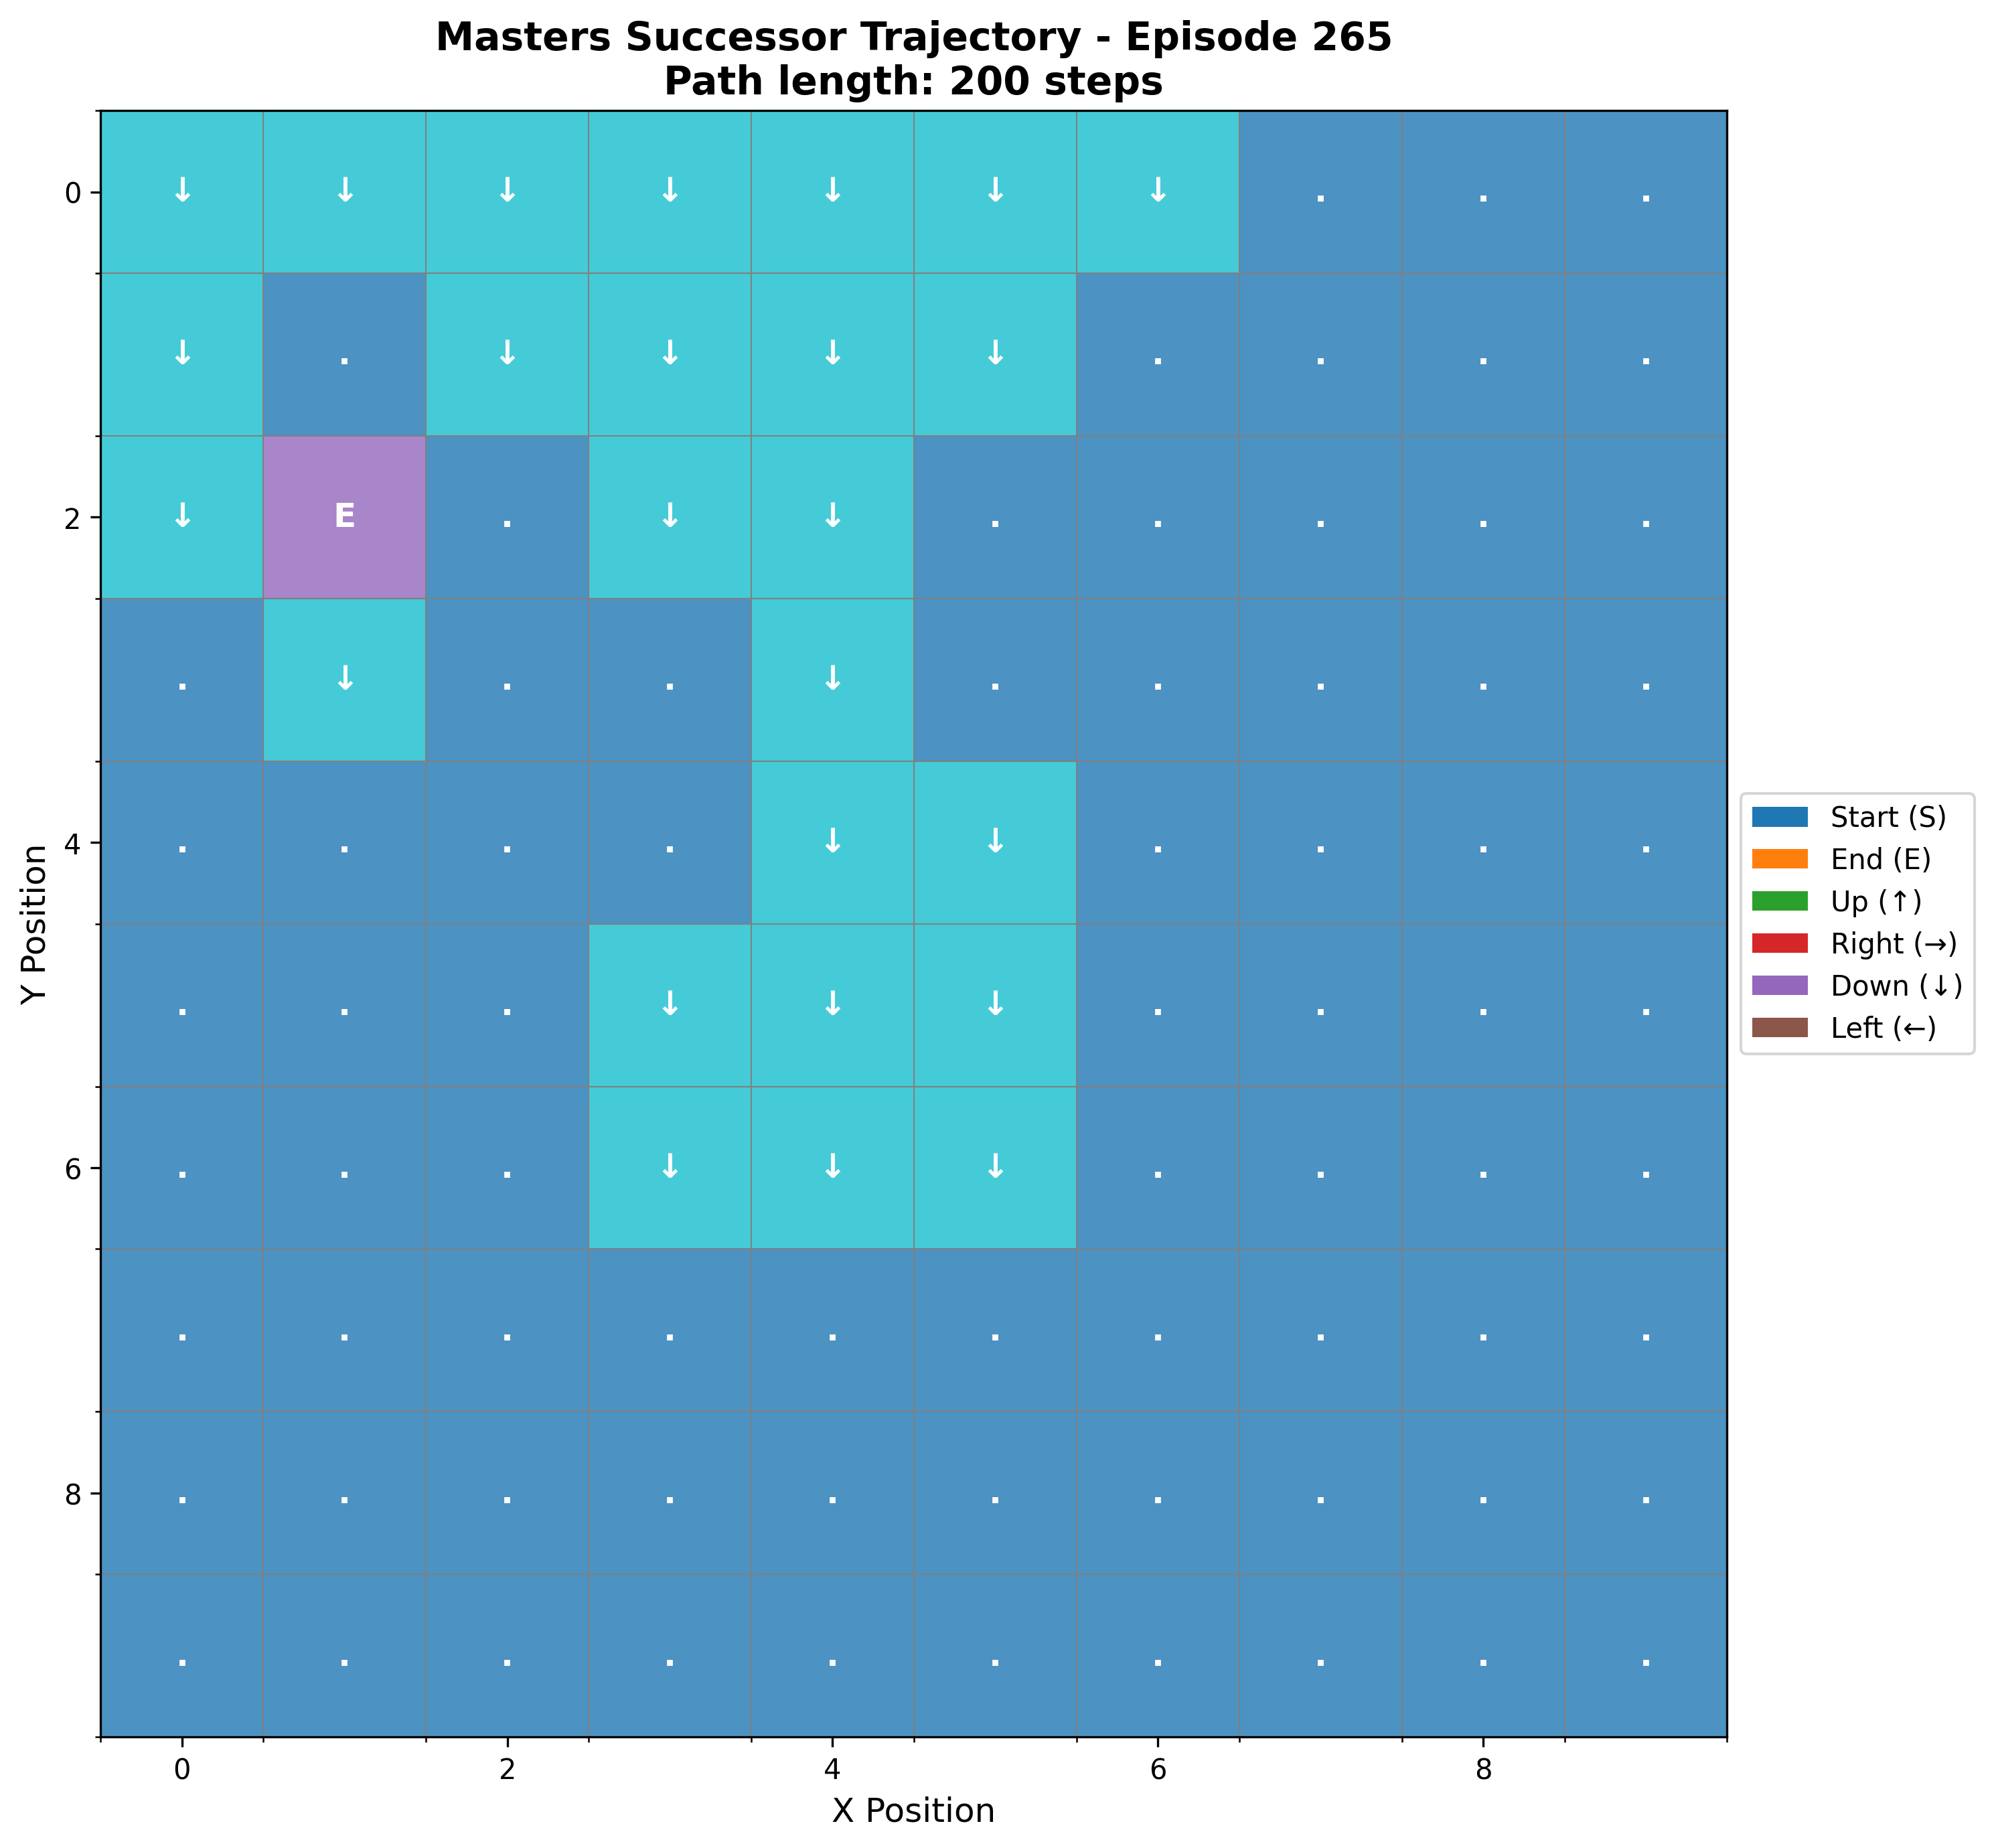 Masters Successor Trajectory - Episode 265
Path length: 200 steps
0 ↓ ↓ ↓ ↓ ↓ ↓ ↓ . . .
↓ . ↓ ↓ ↓ ↓ . . . .
2 ↓ E . ↓ ↓ . . . . .
. ↓ . . ↓ . . . . .
4 . . . . ↓ ↓ . . . .
. . . ↓ ↓ ↓ . . . .
6 . . . ↓ ↓ ↓ . . . .
. . . . . . . . . .
8 . . . . . . . . . .
. . . . . . . . . .
0 2 4 6 8
X Position
Y Position
Start (S)
End (E)
Up (↑)
Right (→)
Down (↓)
Left (←)